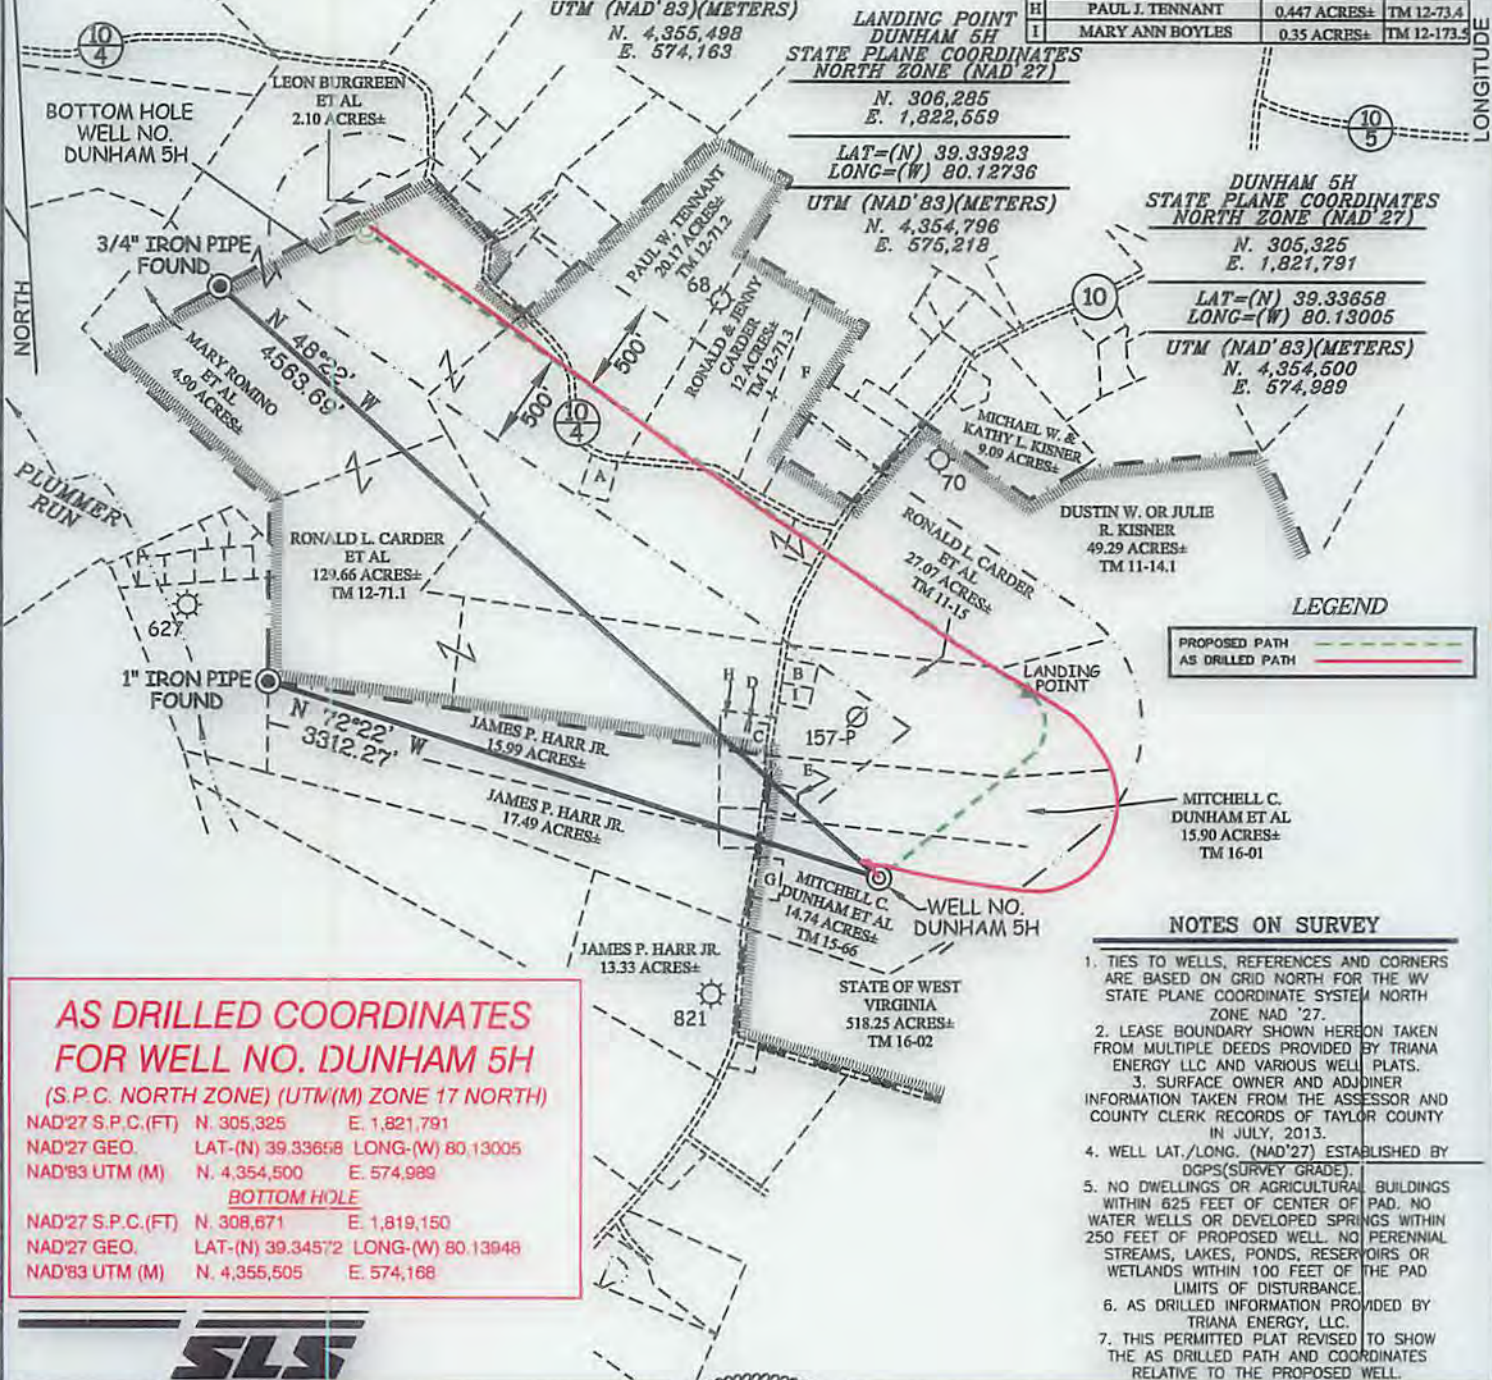 UTM (NAD'83)(METERS)
N. 4,355,498
E. 574,163
LANDING POINT
DUNHAM 5H
STATE PLANE COORDINATES
NORTH ZONE (NAD'27)
N. 306,285
E. 1,822,559
LAT=(N) 39.33923
LONG=(W) 80.12736
UTM (NAD'83)(METERS)
N. 4,354,796
E. 575,218
H PAUL J. TENNANT 0.447 ACRES± TM 12-73.4
I MARY ANN BOYLES 0.35 ACRES± TM 12-173.5
LONGITUDE
10
4
10
5
LEON BURGREEN
ET AL
2.10 ACRES±
BOTTOM HOLE
WELL NO.
DUNHAM 5H
3/4" IRON PIPE
FOUND
NORTH
DUNHAM 5H
STATE PLANE COORDINATES
NORTH ZONE (NAD'27)
N. 305,325
E. 1,821,791
LAT=(N) 39.33658
LONG=(W) 80.13005
UTM (NAD'83)(METERS)
N. 4,354,500
E. 574,989
PAUL W. TENNANT
20.17 ACRES±
TM 12-71.2
68
RONALD & JENNY
CARDER
12 ACRES±
TM 12-71.3
F
10
N 48°22' W
4563.69'
MARY ROMINO
ET AL
4.90 ACRES±
500'
500'
10
4
A
MICHAEL W. &
KATHY L. KISNER
9.09 ACRES±
70
PLUMMER
RUN
RONALD L. CARDER
ET AL
129.66 ACRES±
TM 12-71.1
RONALD L. CARDER
ET AL
27.07 ACRES±
TM 11-15
DUSTIN W. OR JULIE
R. KISNER
49.29 ACRES±
TM 11-14.1
627
LEGEND
PROPOSED PATH
AS DRILLED PATH
1" IRON PIPE
FOUND
LANDING
POINT
H D B I
C
157-P
E
N 72°22' W
3312.27'
JAMES P. HARR JR.
15.99 ACRES±
JAMES P. HARR JR.
17.49 ACRES±
MITCHELL C.
DUNHAM ET AL
15.90 ACRES±
TM 16-01
G
MITCHELL C.
DUNHAM ET AL
14.74 ACRES±
TM 15-66
WELL NO.
DUNHAM 5H
JAMES P. HARR JR.
13.33 ACRES±
821
STATE OF WEST
VIRGINIA
518.25 ACRES±
TM 16-02
NOTES ON SURVEY
1. TIES TO WELLS, REFERENCES AND CORNERS
ARE BASED ON GRID NORTH FOR THE WV
STATE PLANE COORDINATE SYSTEM NORTH
ZONE NAD '27.
2. LEASE BOUNDARY SHOWN HEREON TAKEN
FROM MULTIPLE DEEDS PROVIDED BY TRIANA
ENERGY LLC AND VARIOUS WELL PLATS.
3. SURFACE OWNER AND ADJOINER
INFORMATION TAKEN FROM THE ASSESSOR AND
COUNTY CLERK RECORDS OF TAYLOR COUNTY
IN JULY, 2013.
4. WELL LAT./LONG. (NAD'27) ESTABLISHED BY
DGPS(SURVEY GRADE).
5. NO DWELLINGS OR AGRICULTURAL BUILDINGS
WITHIN 625 FEET OF CENTER OF PAD. NO
WATER WELLS OR DEVELOPED SPRINGS WITHIN
250 FEET OF PROPOSED WELL. NO PERENNIAL
STREAMS, LAKES, PONDS, RESERVOIRS OR
WETLANDS WITHIN 100 FEET OF THE PAD
LIMITS OF DISTURBANCE.
6. AS DRILLED INFORMATION PROVIDED BY
TRIANA ENERGY, LLC.
7. THIS PERMITTED PLAT REVISED TO SHOW
THE AS DRILLED PATH AND COORDINATES
RELATIVE TO THE PROPOSED WELL.
AS DRILLED COORDINATES
FOR WELL NO. DUNHAM 5H
(S.P.C. NORTH ZONE) (UTM(M) ZONE 17 NORTH)
NAD'27 S.P.C.(FT) N. 305,325 E. 1,821,791
NAD'27 GEO. LAT-(N) 39.33658 LONG-(W) 80.13005
NAD'83 UTM (M) N. 4,354,500 E. 574,989
BOTTOM HOLE
NAD'27 S.P.C.(FT) N. 308,671 E. 1,819,150
NAD'27 GEO. LAT-(N) 39.34572 LONG-(W) 80.13948
NAD'83 UTM (M) N. 4,355,505 E. 574,168
SLS